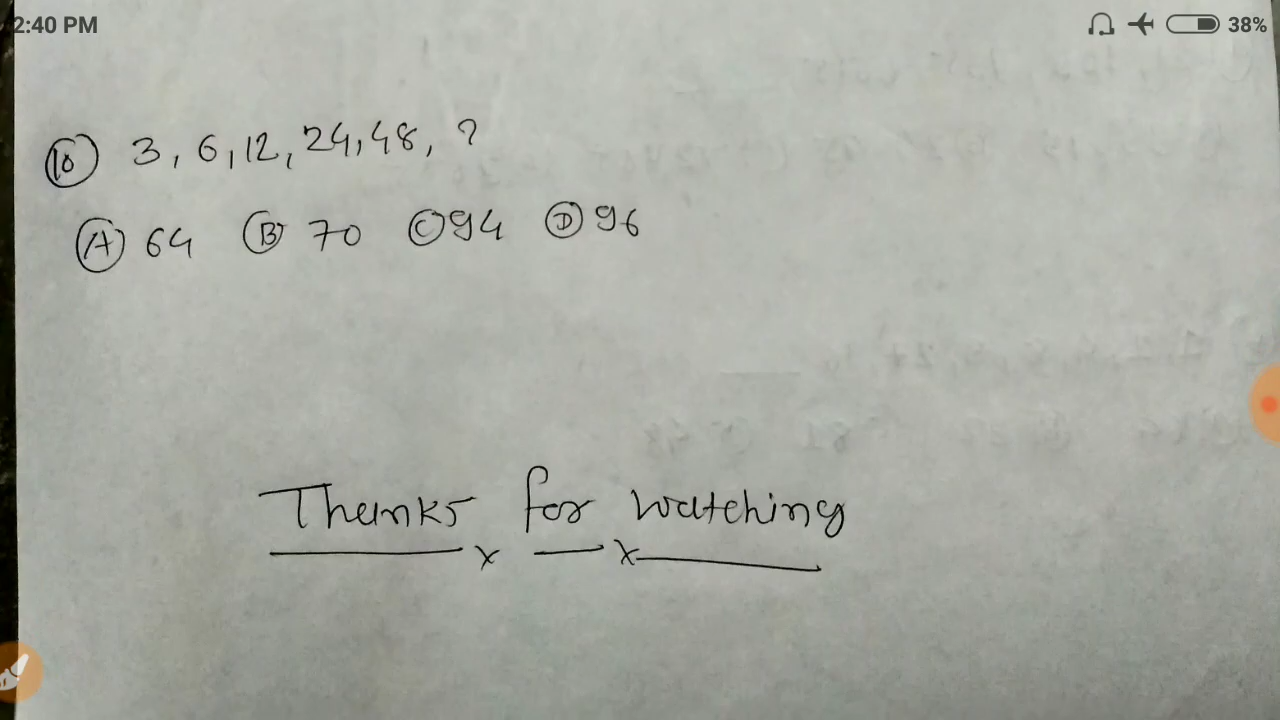 2:40 PM 38%
10 3, 6, 12, 24, 48, ?
A 64 B 70 C 94 D 96
Thanks for watching